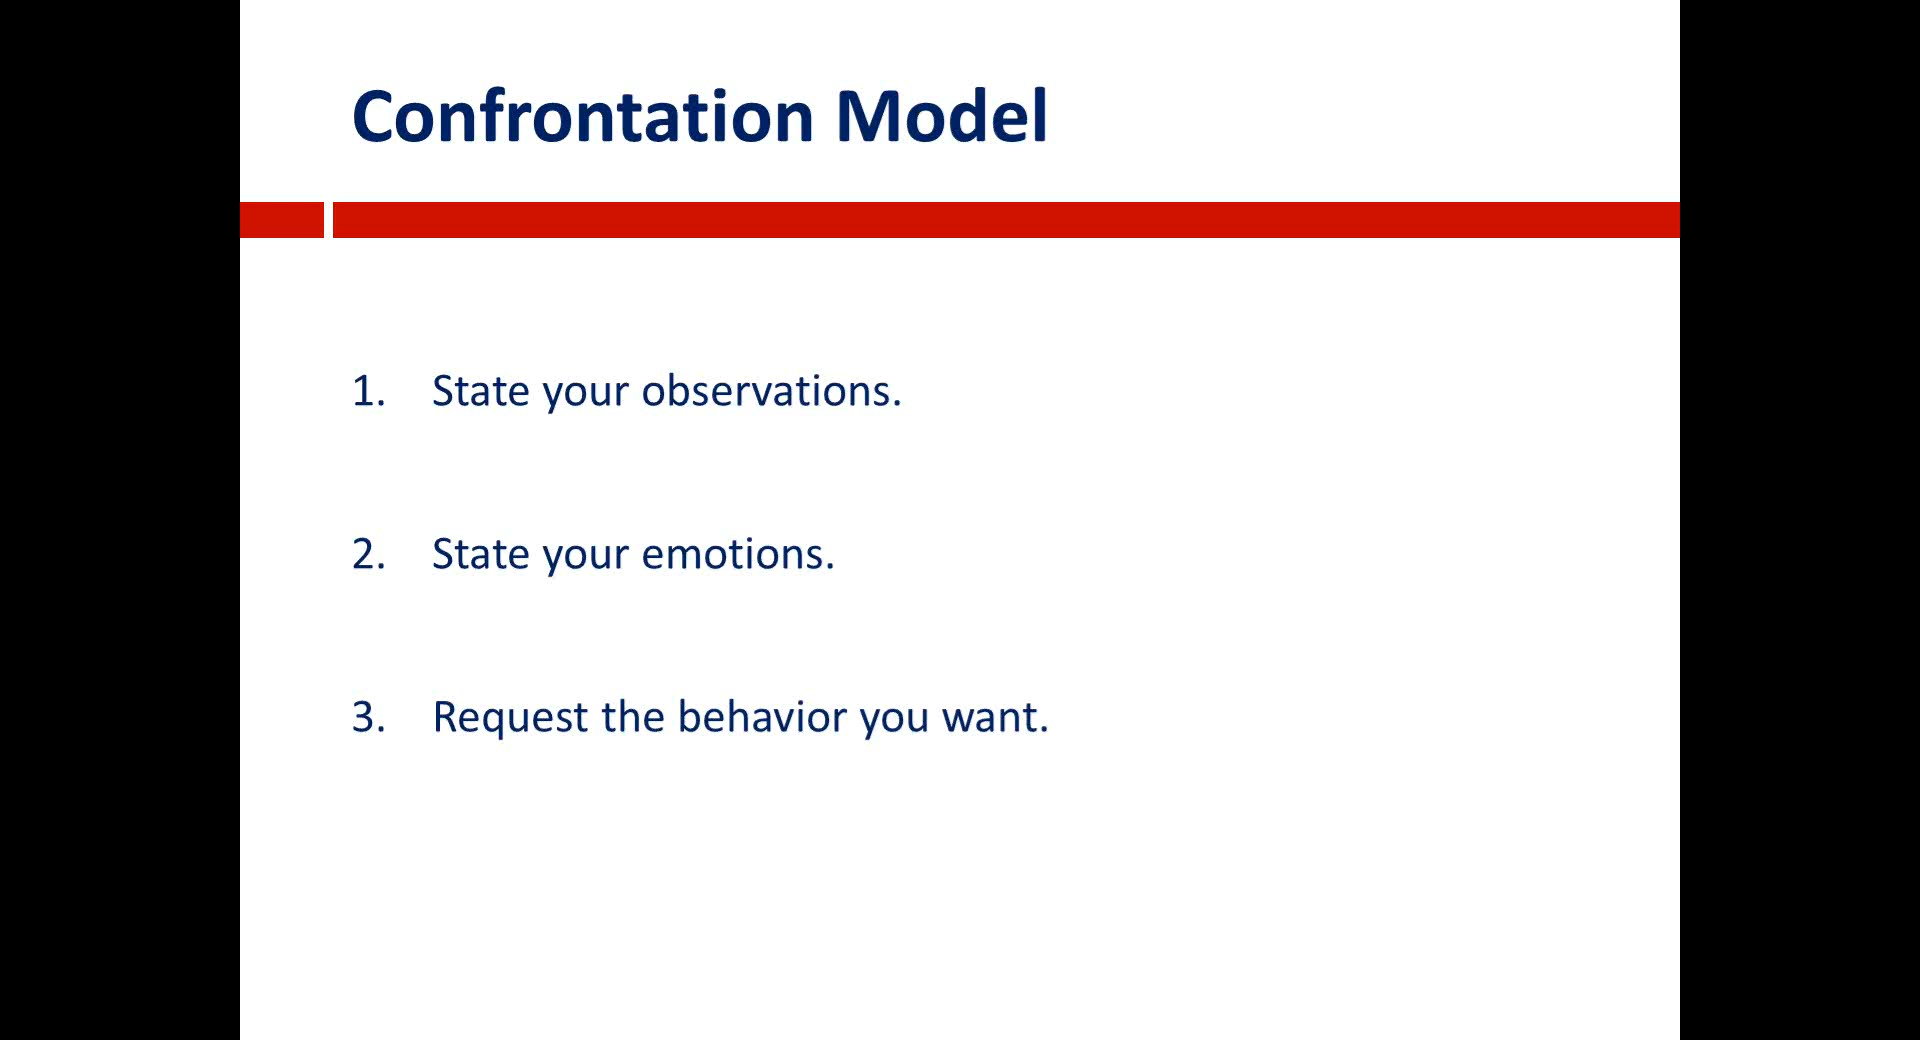 Confrontation Model
1. State your observations.
2. State your emotions.
3. Request the behavior you want.